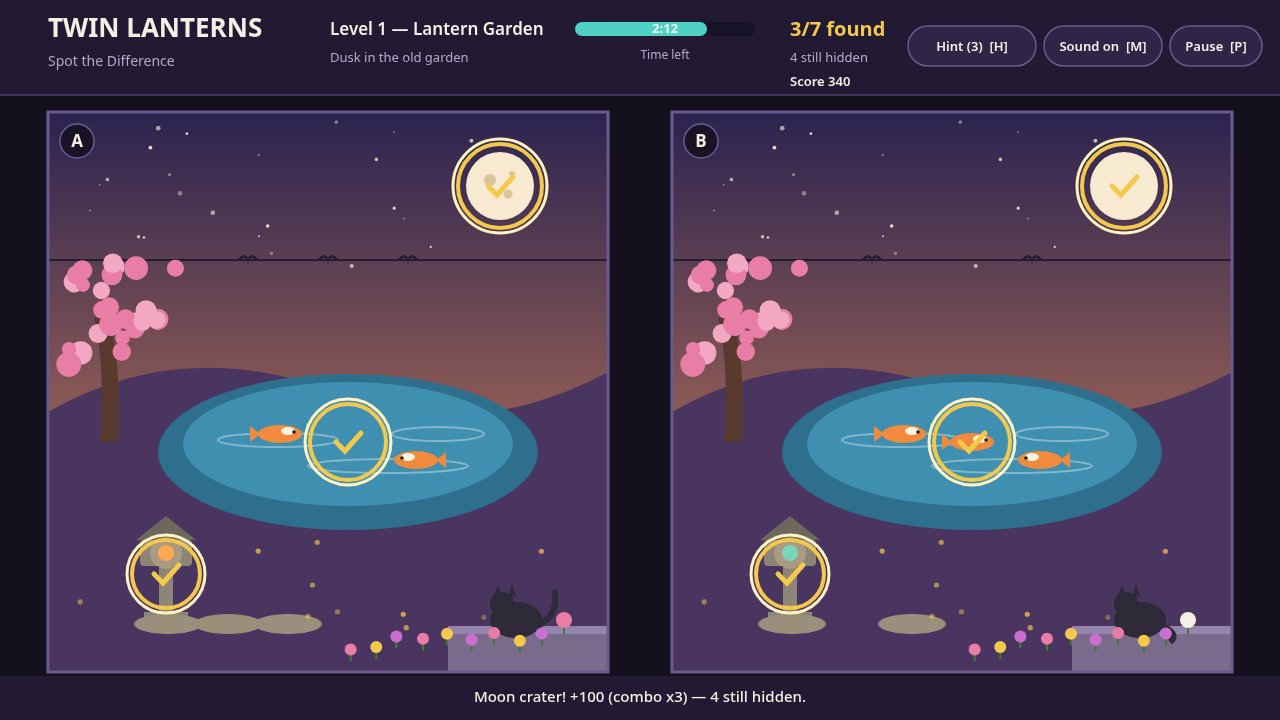 TWIN LANTERNS
Spot the Difference
Level 1 — Lantern Garden
Dusk in the old garden
2:12
Time left
3/7 found
4 still hidden
Score 340
Hint (3) [H]
Sound on [M]
Pause [P]
A
B
Moon crater! +100 (combo x3) — 4 still hidden.